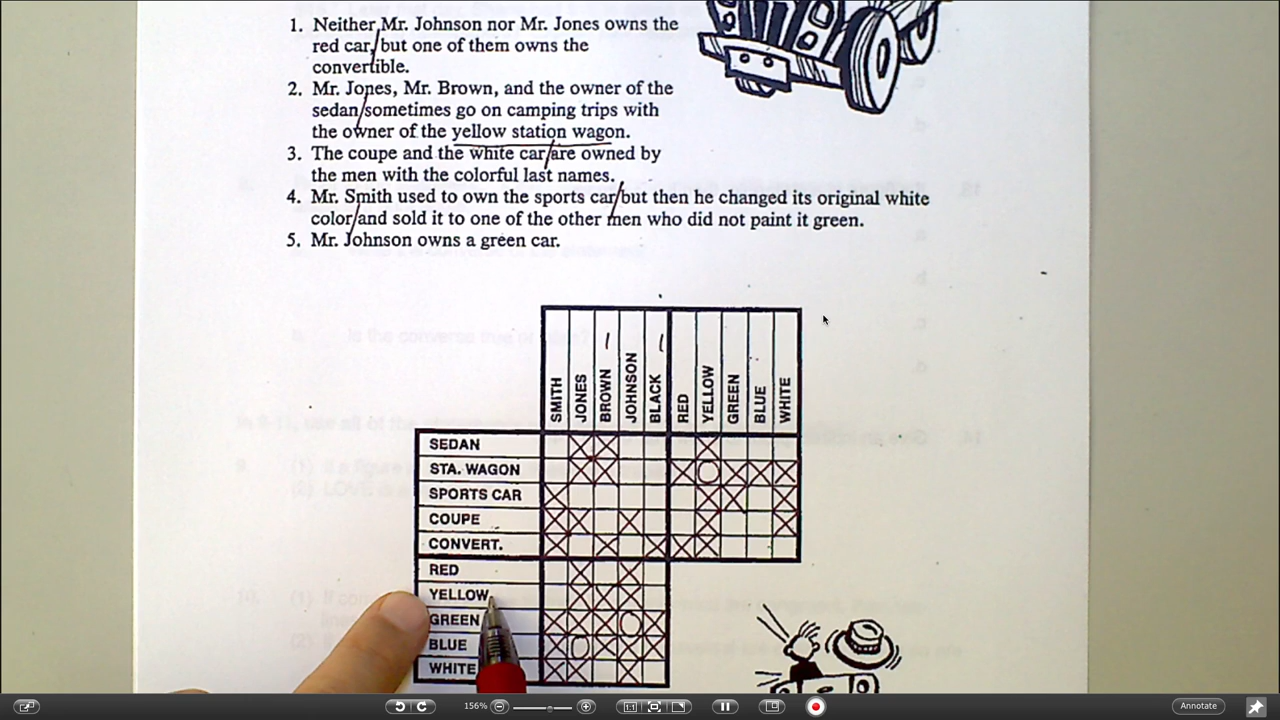 1. Neither Mr. Johnson nor Mr. Jones owns the
red car, but one of them owns the
convertible.
2. Mr. Jones, Mr. Brown, and the owner of the
sedan sometimes go on camping trips with
the owner of the yellow station wagon.
3. The coupe and the white car are owned by
the men with the colorful last names.
4. Mr. Smith used to own the sports car but then he changed its original white
color and sold it to one of the other men who did not paint it green.
5. Mr. Johnson owns a green car.
SMITH
JONES
BROWN
JOHNSON
BLACK
RED
YELLOW
GREEN
BLUE
WHITE
SEDAN
STA. WAGON
SPORTS CAR
COUPE
CONVERT.
RED
YELLOW
GREEN
BLUE
WHITE
156%
1:1
Annotate